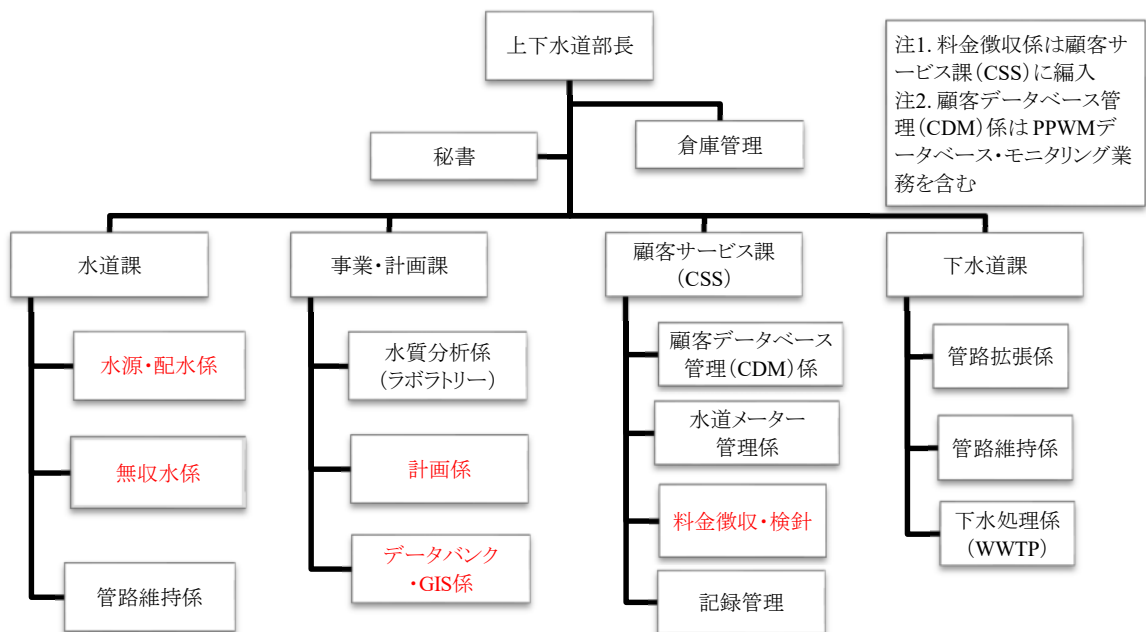 上下水道部長
注1. 料金徴収係は顧客サ
ービス課(CSS)に編入
注2. 顧客データベース管
理(CDM)係は PPWMデ
ータベース・モニタリング業
務を含む
秘書
倉庫管理
水道課
事業・計画課
顧客サービス課
(CSS)
下水道課
水源・配水係
無収水係
管路維持係
水質分析係
(ラボラトリー)
計画係
データバンク
・GIS係
顧客データベース
管理(CDM)係
水道メーター
管理係
料金徴収・検針
記録管理
管路拡張係
管路維持係
下水処理係
(WWTP)